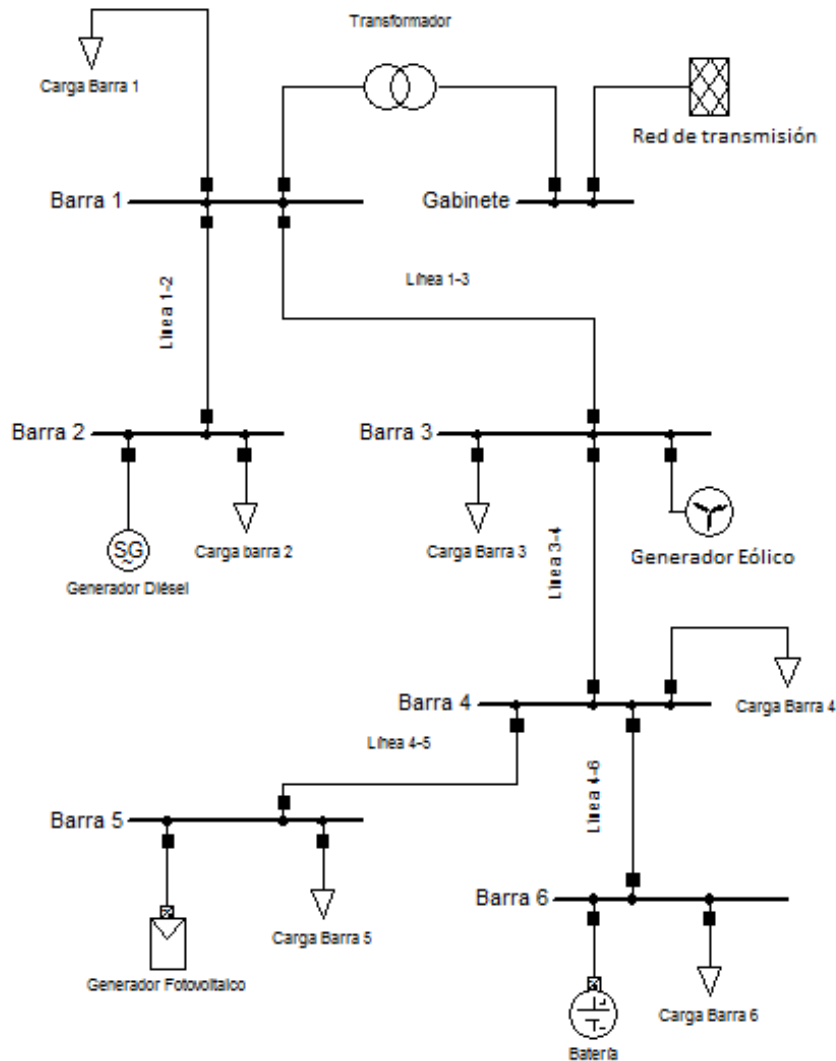 Transformador
Carga Barra 1
Red de transmisión
Barra 1
Gabinete
Línea 1-2
Línea 1-3
Barra 2
Barra 3
SG
Generador Diésel
Carga barra 2
Carga Barra 3
Generador Eólico
Línea 3-4
Barra 4
Carga Barra 4
Línea 4-5
Línea 4-6
Barra 5
Carga Barra 5
Generador Fotovoltaico
Barra 6
Carga Barra 6
Batería